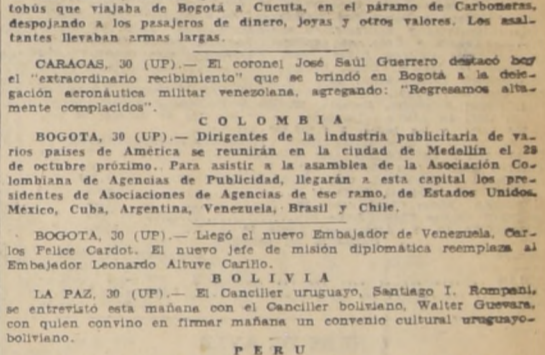 tobús que viajaba de Bogotá a Cucuta, en el páramo de Carboneras,
despojando a los pasajeros de dinero, joyas y otros valores. Los asal-
tantes llevaban armas largas.
CARACAS, 30 (UP).— El coronel José Saúl Guerrero destacó hoy
el "extraordinario recibimiento" que se brindó en Bogotá a la dele-
gación aeronáutica militar venezolana, agregando: "Regresamos alta-
mente complacidos".
COLOMBIA
BOGOTA, 30 (UP).— Dirigentes de la industria publicitaria de va-
rios países de América se reunirán en la ciudad de Medellín el 28
de octubre próximo. Para asistir a la asamblea de la Asociación Co-
lombiana de Agencias de Publicidad, llegarán a esta capital los pre-
sidentes de Asociaciones de Agencias de ese ramo, de Estados Unidos,
México, Cuba, Argentina, Venezuela, Brasil y Chile.
BOGOTA, 30 (UP).— Llegó el nuevo Embajador de Venezuela, Car-
los Felice Cardot. El nuevo jefe de misión diplomática reemplaza al
Embajador Leonardo Altuve Carillo.
BOLIVIA
LA PAZ, 30 (UP).— El Canciller uruguayo, Santiago I. Rompani,
se entrevistó esta mañana con el Canciller boliviano, Walter Guevara,
con quien convino en firmar mañana un convenio cultural uruguayo-
boliviano.
PERU